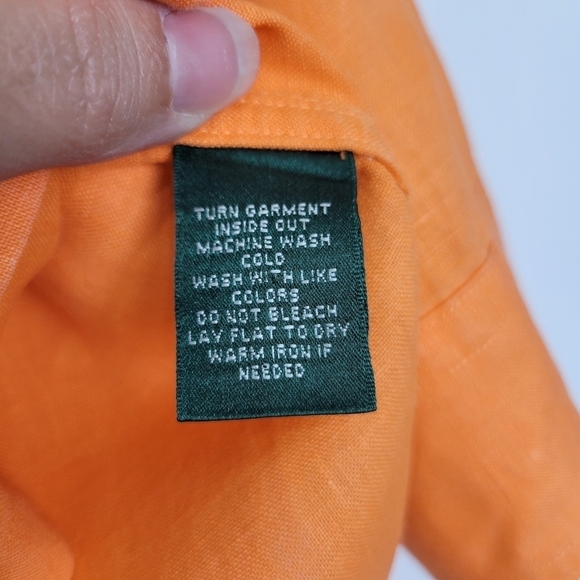 TURN GARMENT
INSIDE OUT
MACHINE WASH
COLD
WASH WITH LIKE
COLORS
DO NOT BLEACH
LAY FLAT TO DRY
WARM IRON IF
NEEDED